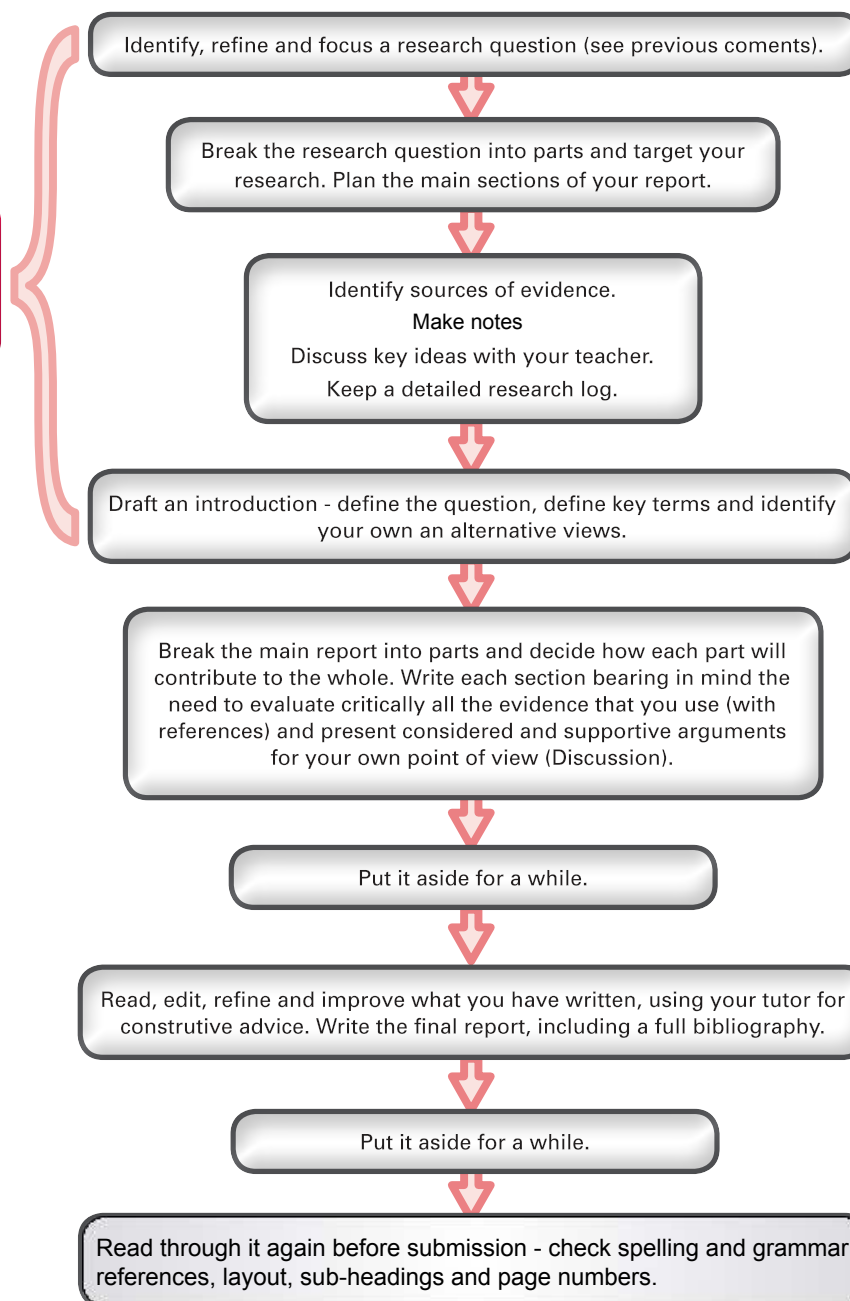 Identify, refine and focus a research question (see previous coments).
Break the research question into parts and target your
research. Plan the main sections of your report.
Identify sources of evidence.
Make notes
Discuss key ideas with your teacher.
Keep a detailed research log.
Draft an introduction - define the question, define key terms and identify
your own an alternative views.
Break the main report into parts and decide how each part will
contribute to the whole. Write each section bearing in mind the
need to evaluate critically all the evidence that you use (with
references) and present considered and supportive arguments
for your own point of view (Discussion).
Put it aside for a while.
Read, edit, refine and improve what you have written, using your tutor for
construtive advice. Write the final report, including a full bibliography.
Put it aside for a while.
Read through it again before submission - check spelling and grammar
references, layout, sub-headings and page numbers.